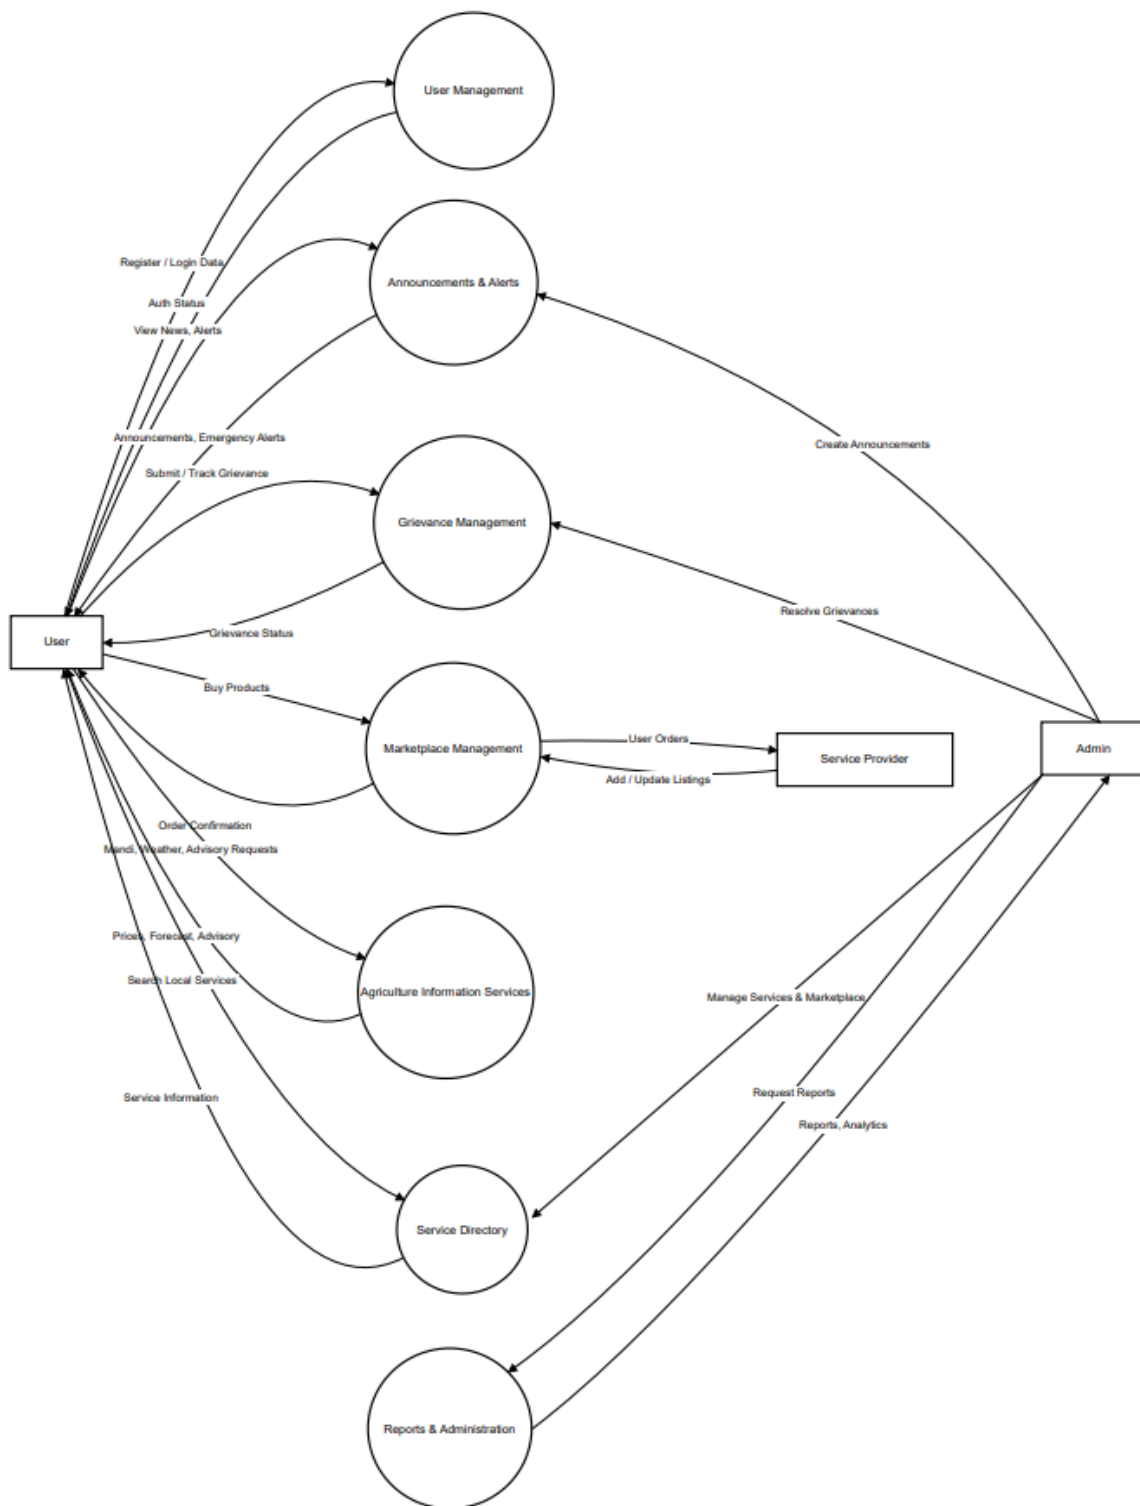 User Management
Register / Login Data
Auth Status
View News, Alerts
Announcements & Alerts
Announcements, Emergency Alerts
Create Announcements
Submit / Track Grievance
Grievance Management
Resolve Grievances
User
Grievance Status
Buy Products
Marketplace Management
User Orders
Service Provider
Admin
Add / Update Listings
Order Confirmation
Mandi, Weather, Advisory Requests
Prices, Forecast, Advisory
Search Local Services
Agriculture Information Services
Manage Services & Marketplace
Service Information
Request Reports
Reports, Analytics
Service Directory
Reports & Administration